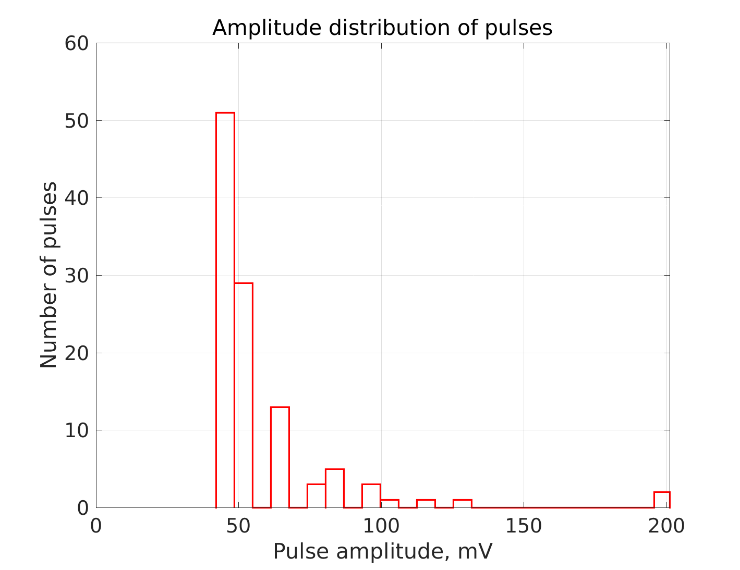 Amplitude distribution of pulses
60
50
40
30
20
10
0
Number of pulses
0 50 100 150 200
Pulse amplitude, mV